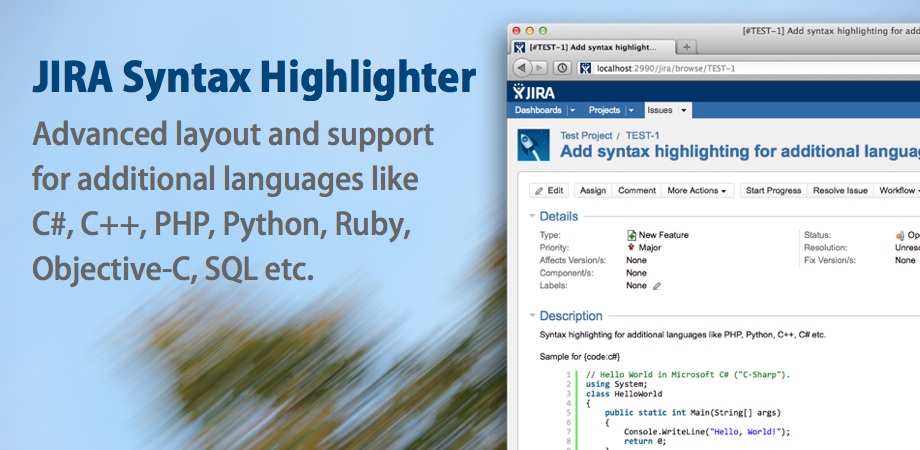 JIRA Syntax Highlighter
Advanced layout and support
for additional languages like
C#, C++, PHP, Python, Ruby,
Objective-C, SQL etc.
[#TEST-1] Add syntax highlighting for
[#TEST-1] Add syntax highlight...
localhost:2990/jira/browse/TEST-1
JIRA
Dashboards Projects Issues
Test Project / TEST-1
Add syntax highlighting for additional
Edit Assign Comment More Actions Start Progress Resolve Issue Workflow
Details
Type: New Feature Status: Op
Priority: Major Resolution: Unres
Affects Version/s: None Fix Version/s: None
Component/s: None
Labels: None
Description
Syntax highlighting for additional languages like PHP, Python, C++, C# etc.
Sample for {code:c#}
1 // Hello World in Microsoft C# ("C-Sharp").
2 using System;
3 class HelloWorld
4 {
5 public static int Main(String[] args)
6 {
7 Console.WriteLine("Hello, World!");
8 return 0;